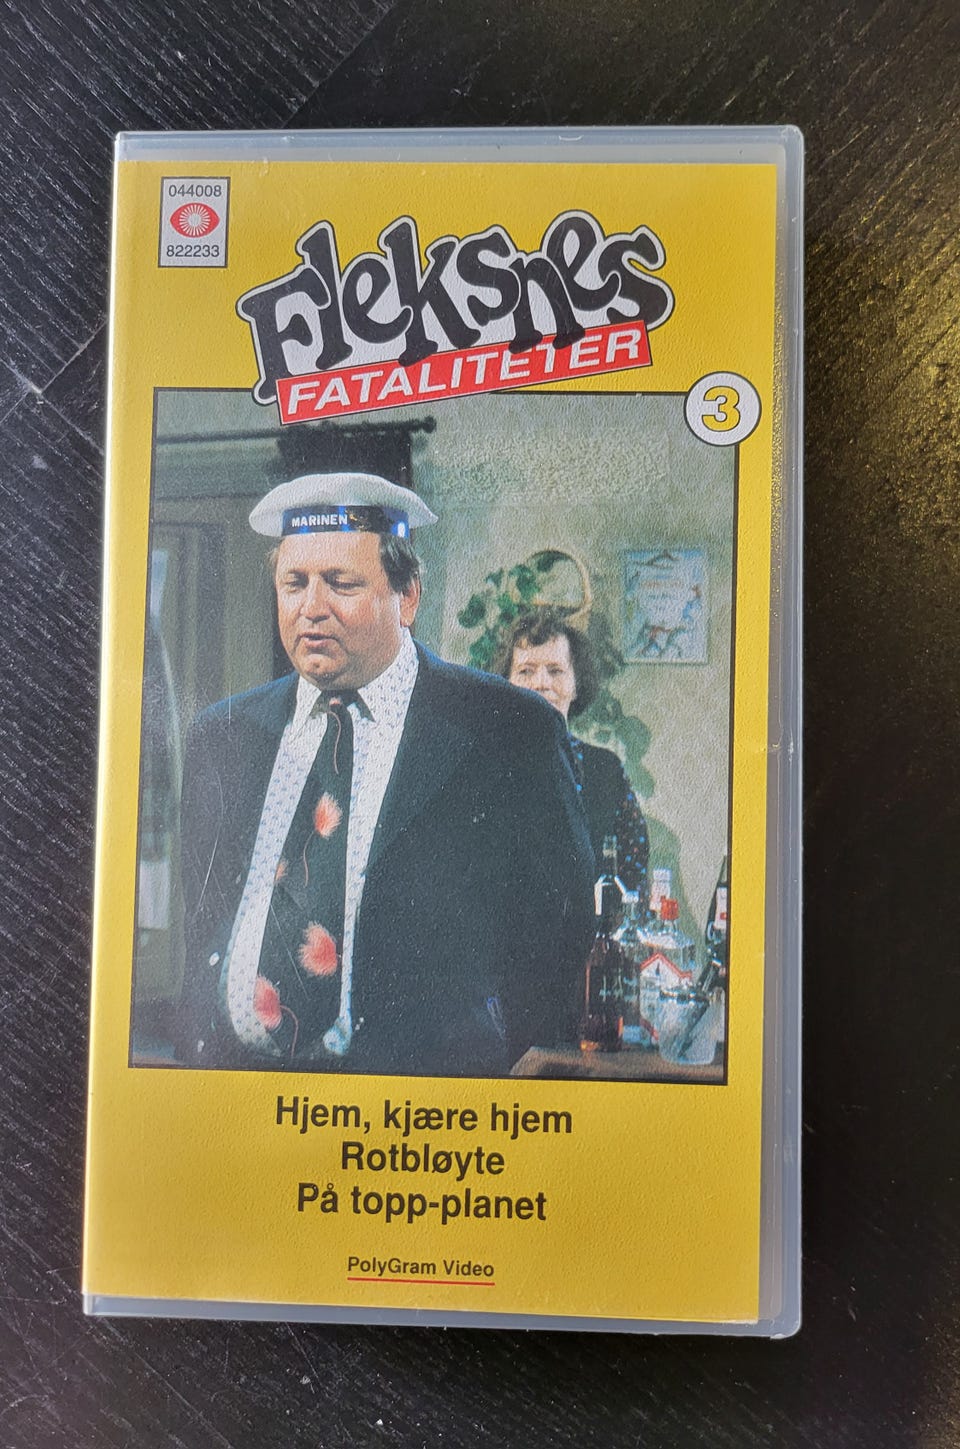 044008
822233
Fleksnes
FATALITETER
3
MARINEN
Hjem, kjære hjem
Rotbløyte
På topp-planet
PolyGram Video